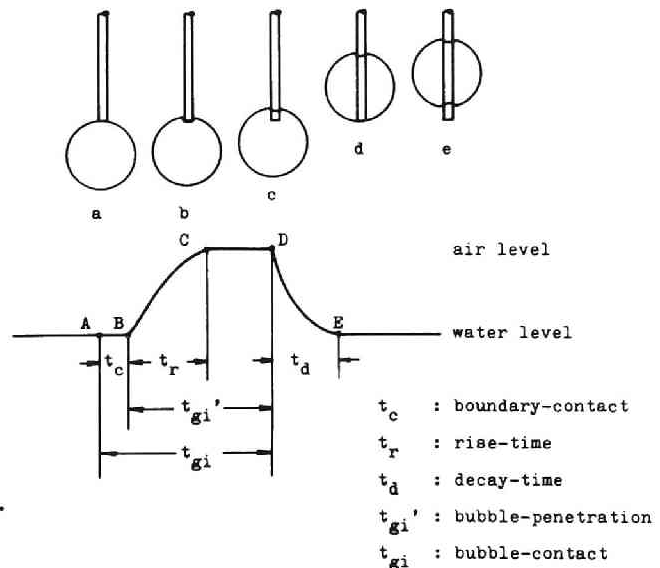 a
b
c
d
e
C
D
air level
A
B
E
water level
t_c
t_r
t_d
t_gi'
t_gi
t_c : boundary-contact
t_r : rise-time
t_d : decay-time
t_gi' : bubble-penetration
t_gi : bubble-contact